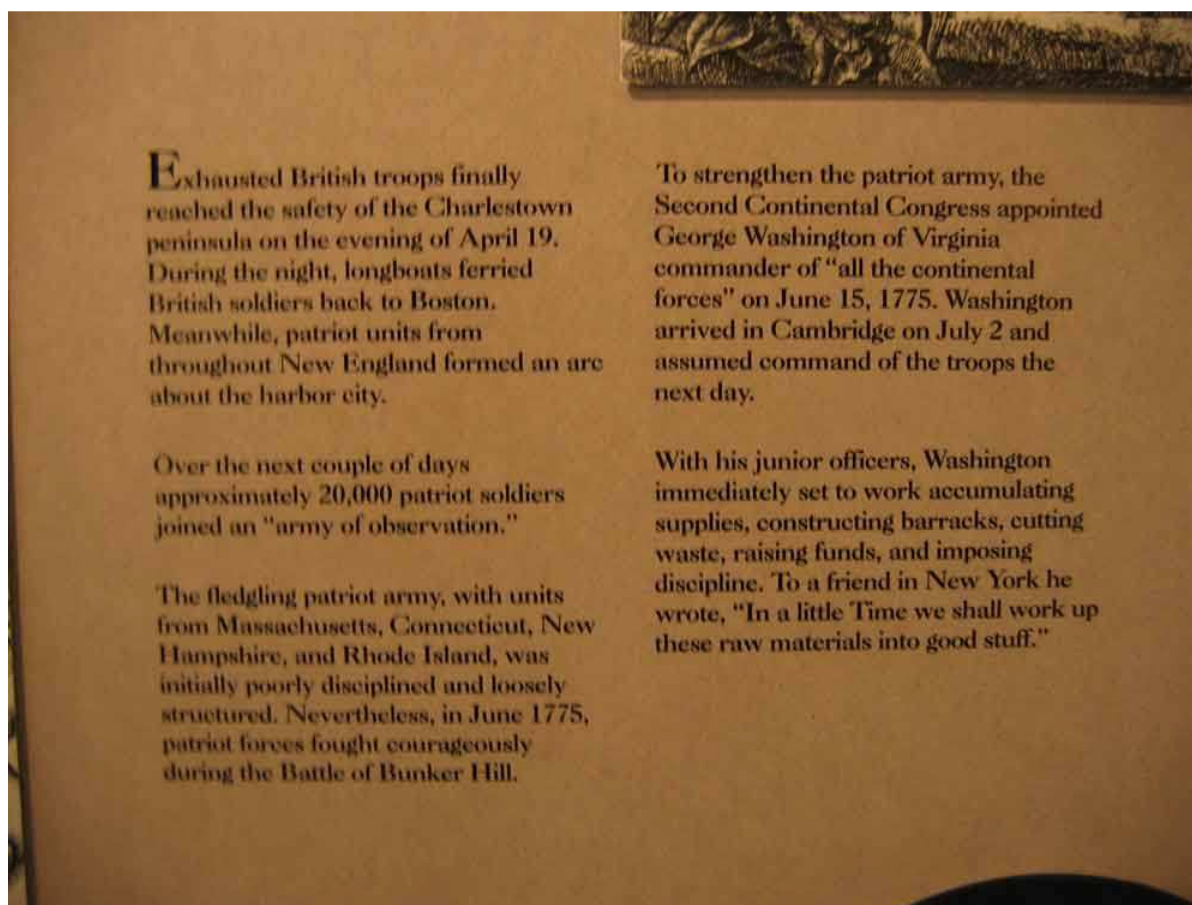 Exhausted British troops finally
reached the safety of the Charlestown
peninsula on the evening of April 19.
During the night, longboats ferried
British soldiers back to Boston.
Meanwhile, patriot units from
throughout New England formed an arc
about the harbor city.
Over the next couple of days
approximately 20,000 patriot soldiers
joined an "army of observation."
The fledgling patriot army, with units
from Massachusetts, Connecticut, New
Hampshire, and Rhode Island, was
initially poorly disciplined and loosely
structured. Nevertheless, in June 1775,
patriot forces fought courageously
during the Battle of Bunker Hill.
To strengthen the patriot army, the
Second Continental Congress appointed
George Washington of Virginia
commander of "all the continental
forces" on June 15, 1775. Washington
arrived in Cambridge on July 2 and
assumed command of the troops the
next day.
With his junior officers, Washington
immediately set to work accumulating
supplies, constructing barracks, cutting
waste, raising funds, and imposing
discipline. To a friend in New York he
wrote, "In a little Time we shall work up
these raw materials into good stuff."